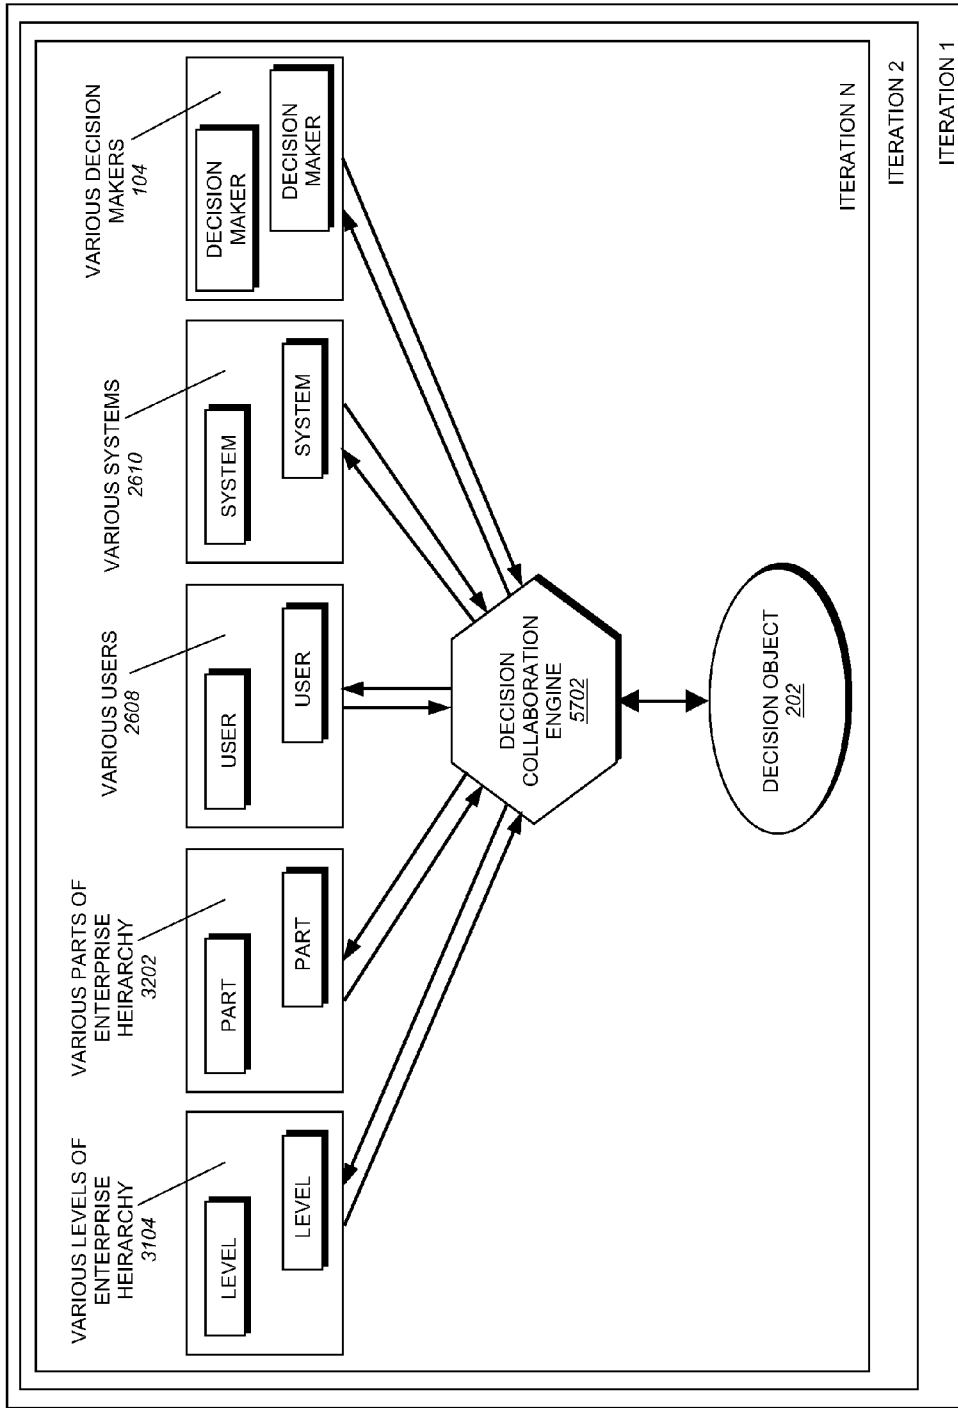 VARIOUS LEVELS OF
ENTERPRISE
HEIRARCHY
3104
LEVEL
LEVEL
VARIOUS PARTS OF
ENTERPRISE
HEIRARCHY
3202
PART
PART
VARIOUS USERS
2608
USER
USER
VARIOUS SYSTEMS
2610
SYSTEM
SYSTEM
VARIOUS DECISION
MAKERS
104
DECISION
MAKER
DECISION
MAKER
DECISION
COLLABORATION
ENGINE
5702
DECISION OBJECT
202
ITERATION N
ITERATION 2
ITERATION 1